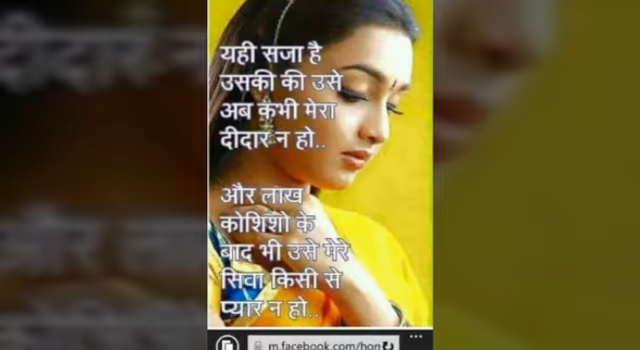 यही सजा है
उसकी की उसे
अब कभी मेरा
दीदार न हो..
और लाख
कोशिशो के
बाद भी उसे मेरे
सिवा किसी से
प्यार न हो..
m.facebook.com/hon